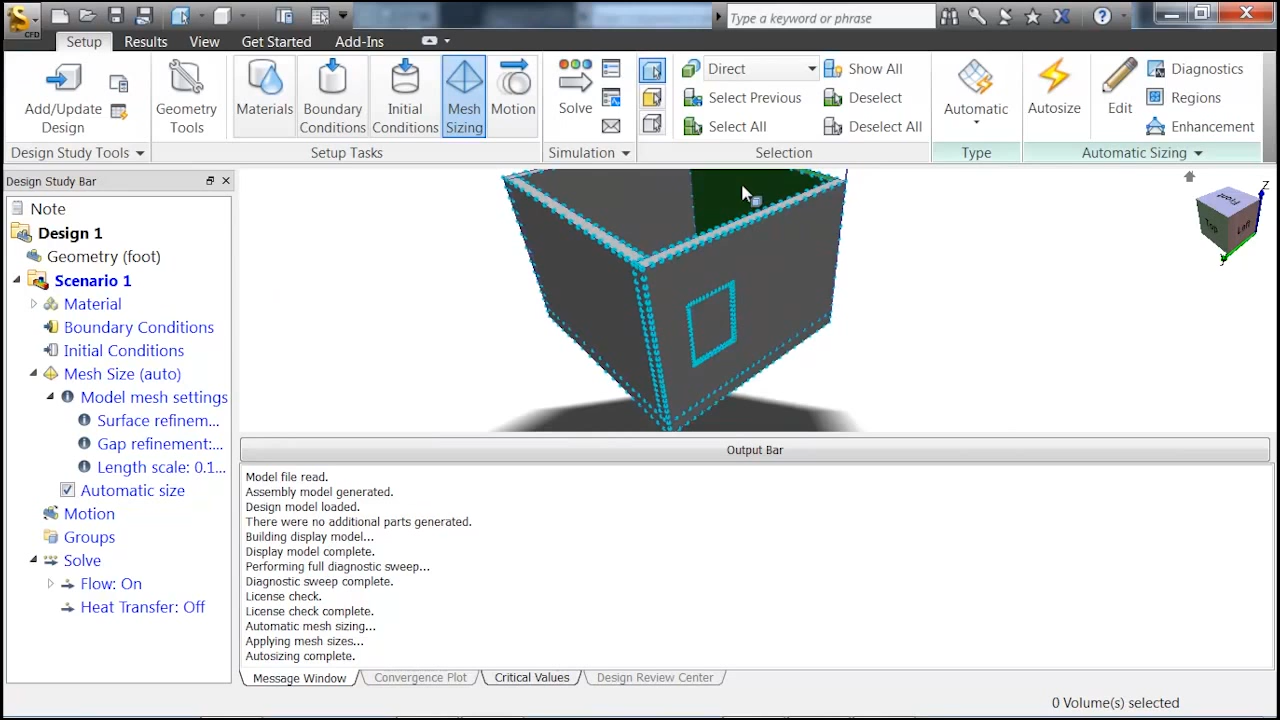 CFD
Type a keyword or phrase
Setup Results View Get Started Add-Ins
Add/Update Design
Geometry Tools
Materials
Boundary Conditions
Initial Conditions
Mesh Sizing
Motion
Solve
Direct
Select Previous
Select All
Show All
Deselect
Deselect All
Automatic
Autosize
Edit
Diagnostics
Regions
Enhancement
Design Study Tools Setup Tasks Simulation Selection Type Automatic Sizing
Design Study Bar
Note
Design 1
Geometry (foot)
Scenario 1
Material
Boundary Conditions
Initial Conditions
Mesh Size (auto)
Model mesh settings
Surface refinem...
Gap refinement:...
Length scale: 0.1...
Automatic size
Motion
Groups
Solve
Flow: On
Heat Transfer: Off
Front
Top
Left
Z
Y
Output Bar
Model file read.
Assembly model generated.
Design model loaded.
There were no additional parts generated.
Building display model...
Display model complete.
Performing full diagnostic sweep...
Diagnostic sweep complete.
License check.
License check complete.
Automatic mesh sizing...
Applying mesh sizes...
Autosizing complete.
Message Window Convergence Plot Critical Values Design Review Center
0 Volume(s) selected